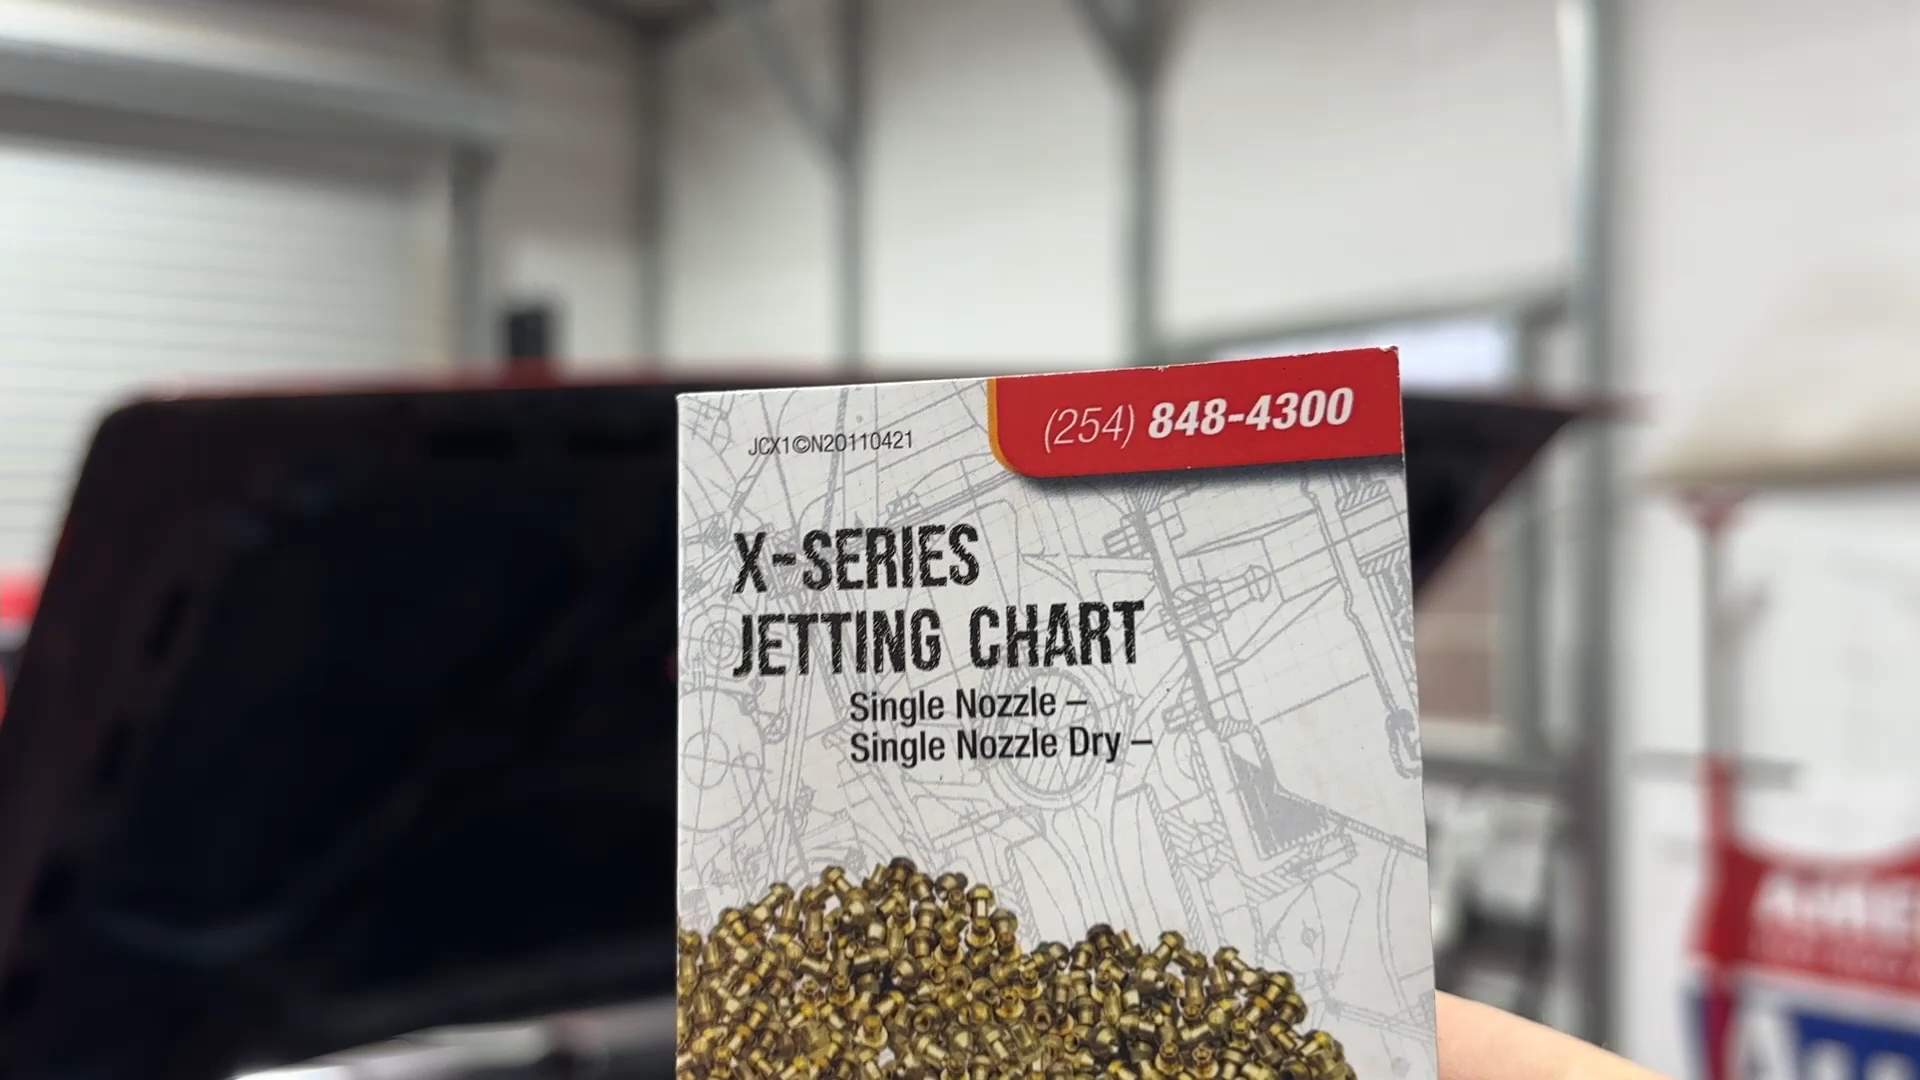 (254) 848-4300
JCX1©N20110421
X-SERIES
JETTING CHART
Single Nozzle –
Single Nozzle Dry –